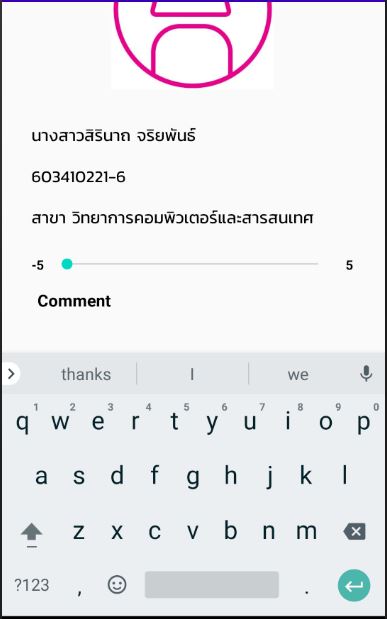 นางสาวสิรินาถ จริยพันธ์
603410221-6
สาขา วิทยาการคอมพิวเตอร์และสารสนเทศ
-5 5
Comment
thanks I we
1 2 3 4 5 6 7 8 9 0
q w e r t y u i o p
a s d f g h j k l
z x c v b n m
?123 , .